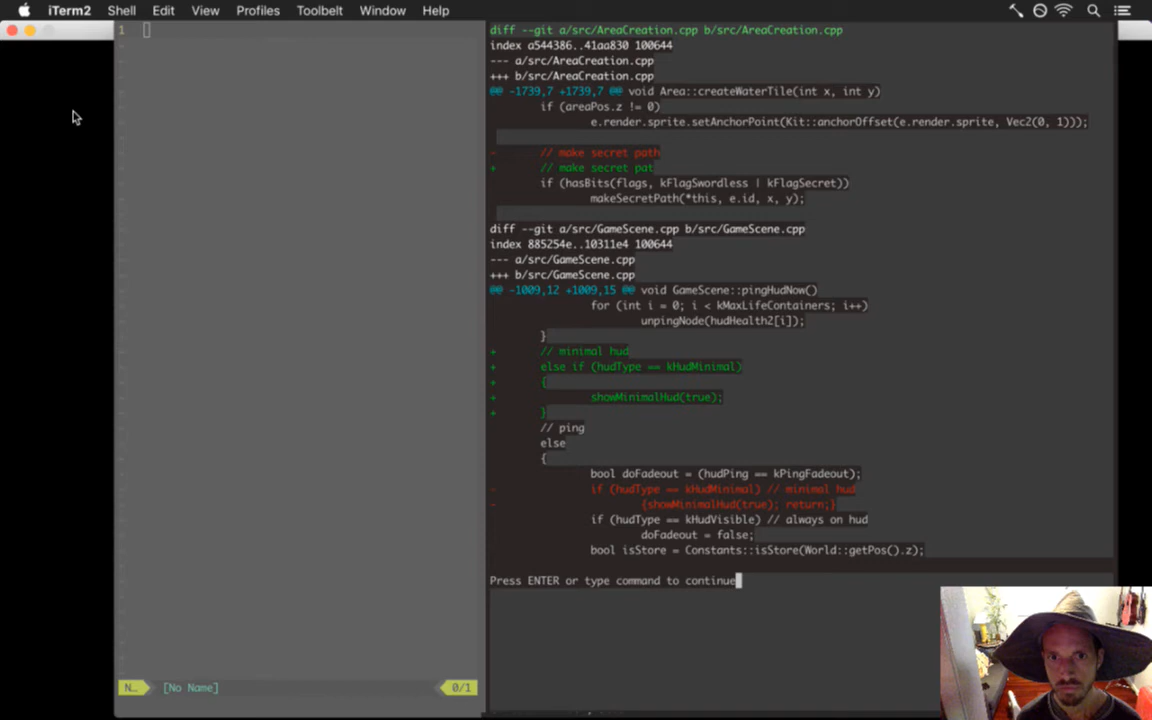 iTerm2 Shell Edit View Profiles Toolbelt Window Help
1
N... [No Name] 0/1
diff --git a/src/AreaCreation.cpp b/src/AreaCreation.cpp
index a544386..41aa830 100644
--- a/src/AreaCreation.cpp
+++ b/src/AreaCreation.cpp
@@ -1739,7 +1739,7 @@ void Area::createWaterTile(int x, int y)
if (areaPos.z != 0)
e.render.sprite.setAnchorPoint(Kit::anchorOffset(e.render.sprite, Vec2(0, 1)));
- // make secret path
+ // make secret pat
if (hasBits(flags, kFlagSwordless | kFlagSecret))
makeSecretPath(*this, e.id, x, y);
diff --git a/src/GameScene.cpp b/src/GameScene.cpp
index 885254e..10311e4 100644
--- a/src/GameScene.cpp
+++ b/src/GameScene.cpp
@@ -1009,12 +1009,15 @@ void GameScene::pingHudNow()
for (int i = 0; i < kMaxLifeContainers; i++)
unpingNode(hudHealth2[i]);
}
+ // minimal hud
+ else if (hudType == kHudMinimal)
+ {
+ showMinimalHud(true);
+ }
// ping
else
{
bool doFadeout = (hudPing == kPingFadeout);
- if (hudType == kHudMinimal) // minimal hud
- {showMinimalHud(true); return;}
if (hudType == kHudVisible) // always on hud
doFadeout = false;
bool isStore = Constants::isStore(World::getPos().z);
Press ENTER or type command to continue